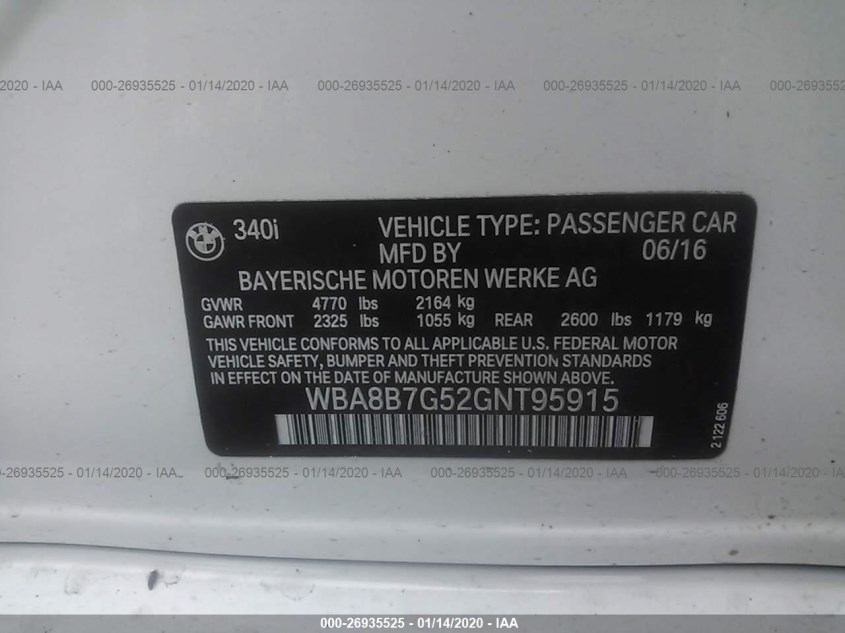 2020 - IAA 000-26935525 - 01/14/2020 - IAA 000-26935525 - 01/14/2020 - IAA 000-26935525 - 01/14/2020 - IAA 000-26
340i VEHICLE TYPE: PASSENGER CAR
MFD BY 06/16
BAYERISCHE MOTOREN WERKE AG
GVWR 4770 lbs 2164 kg
GAWR FRONT 2325 lbs 1055 kg REAR 2600 lbs 1179 kg
THIS VEHICLE CONFORMS TO ALL APPLICABLE U.S. FEDERAL MOTOR
VEHICLE SAFETY, BUMPER AND THEFT PREVENTION STANDARDS
IN EFFECT ON THE DATE OF MANUFACTURE SHOWN ABOVE.
WBA8B7G52GNT95915
2 122 606
000-26935525 - 01/14/2020 - IAA 000-26935525 - 01/14/2020 - IAA 000-26935525 - 01/14/2020 - IAA 000-26935525 - 01/14/2020 - IAA
000-26935525 - 01/14/2020 - IAA